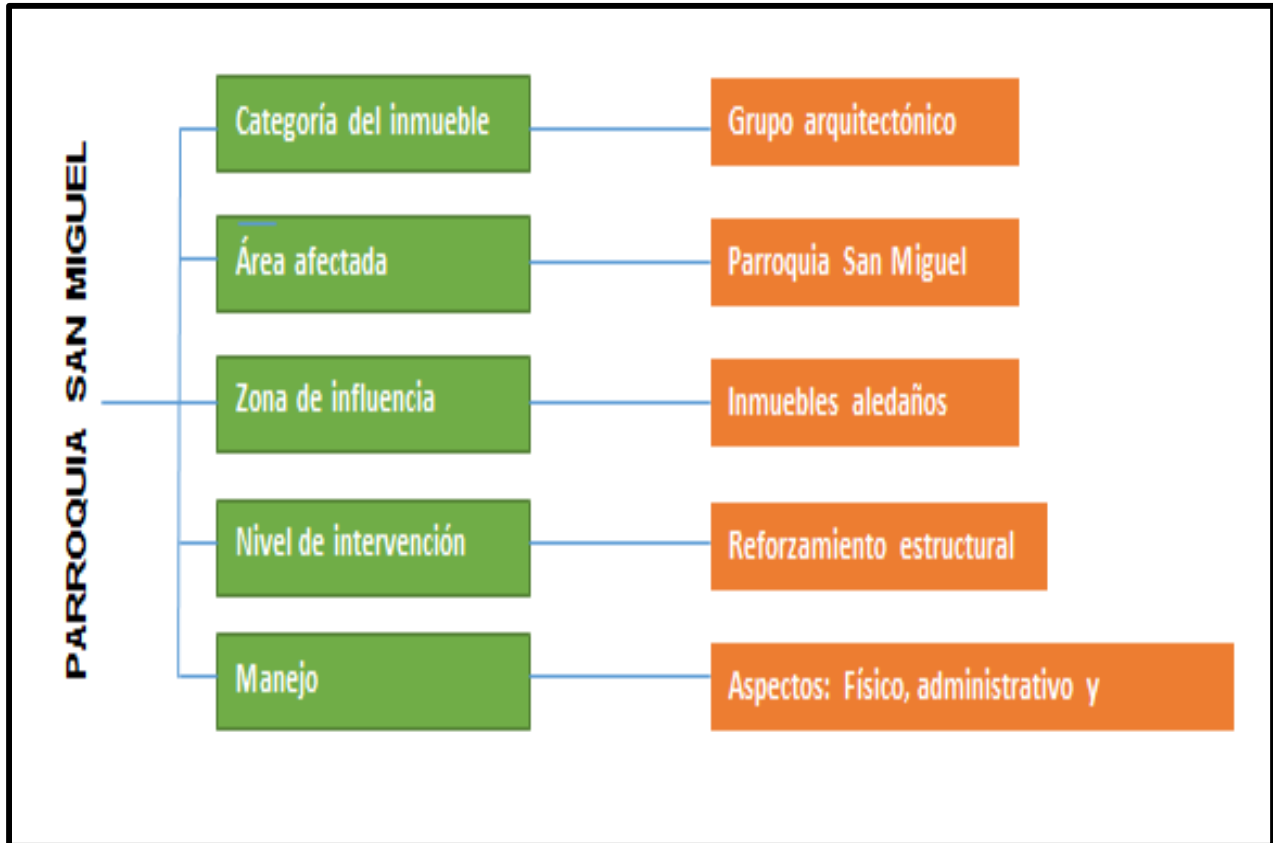 PARROQUIA SAN MIGUEL
Categoría del inmueble
Grupo arquitectónico
Área afectada
Parroquia San Miguel
Zona de influencia
Inmuebles aledaños
Nivel de intervención
Reforzamiento estructural
Manejo
Aspectos: Físico, administrativo y